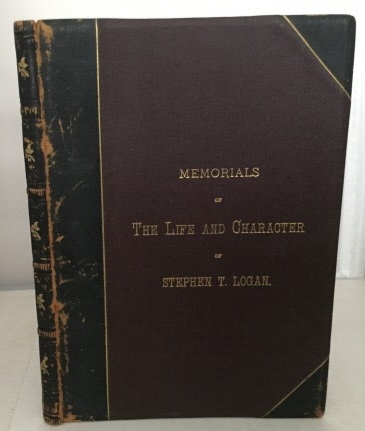 MEMORIALS
OF
THE LIFE AND CHARACTER
OF
STEPHEN T. LOGAN.